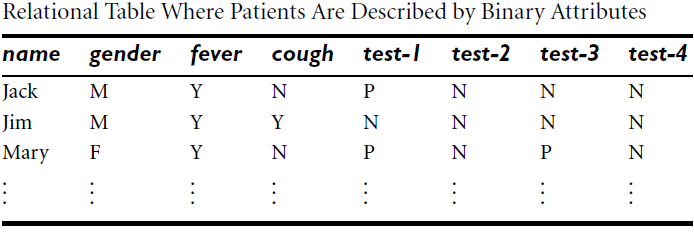 Relational Table Where Patients Are Described by Binary Attributes
name gender fever cough test-1 test-2 test-3 test-4
Jack M Y N P N N N
Jim M Y Y N N N N
Mary F Y N P N P N
⋮ ⋮ ⋮ ⋮ ⋮ ⋮ ⋮ ⋮